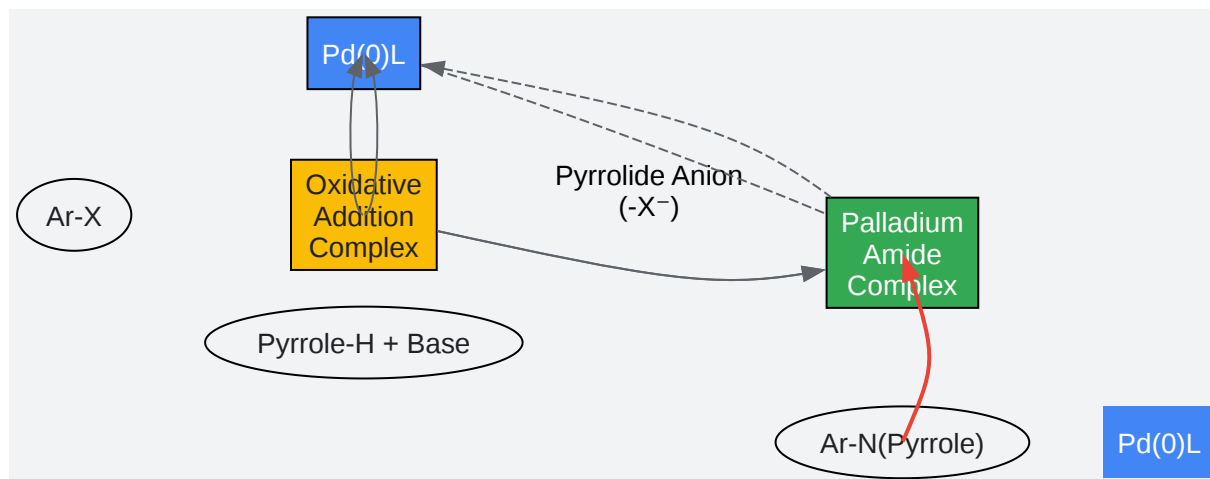 Pd(0)L
Ar-X
Oxidative
Addition
Complex
Pyrrolide Anion
(-X⁻)
Palladium
Amide
Complex
Pyrrole-H + Base
Ar-N(Pyrrole)
Pd(0)L